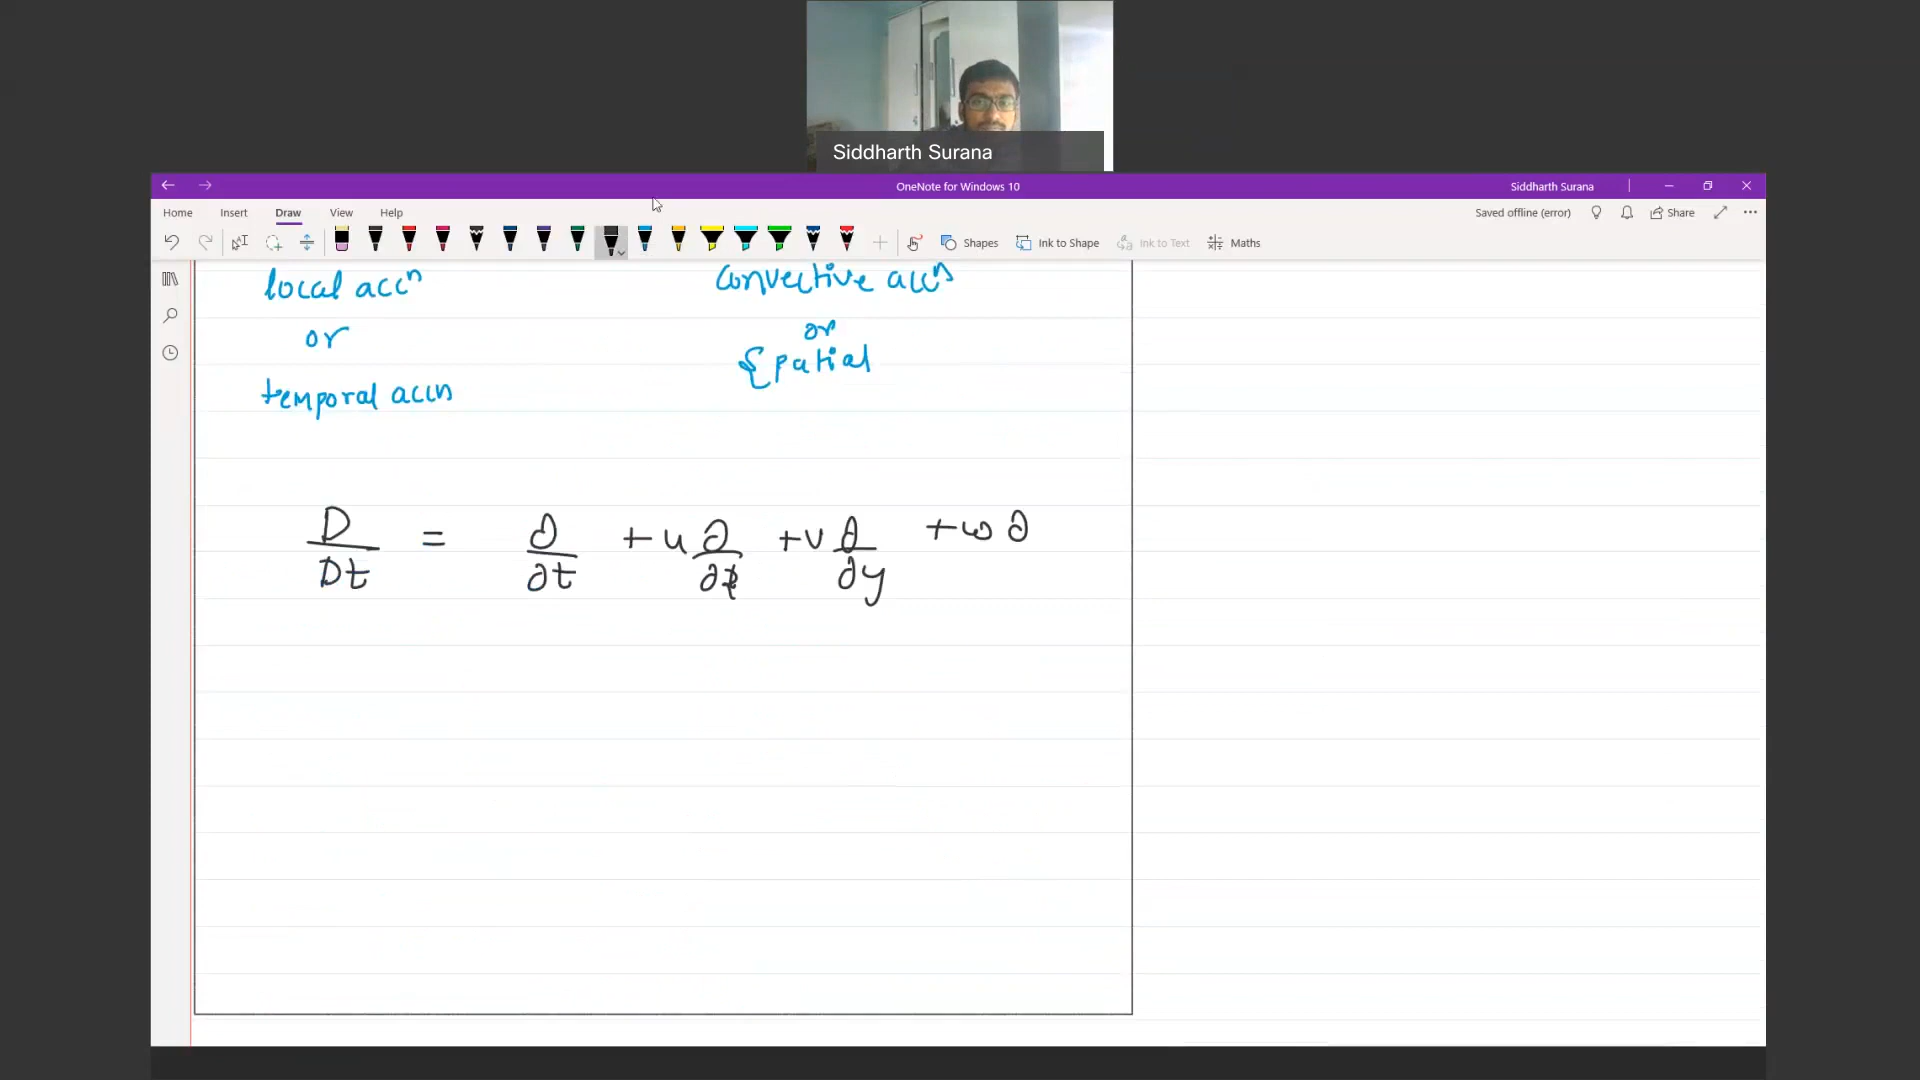 Siddharth Surana
OneNote for Windows 10
Siddharth Surana
Home Insert Draw View Help
Saved offline (error) Share
Shapes Ink to Shape Ink to Text Maths
local accn convective accn
or or
temporal accn spatial
D/Dt = ∂/∂t + u ∂/∂x + v ∂/∂y + w ∂